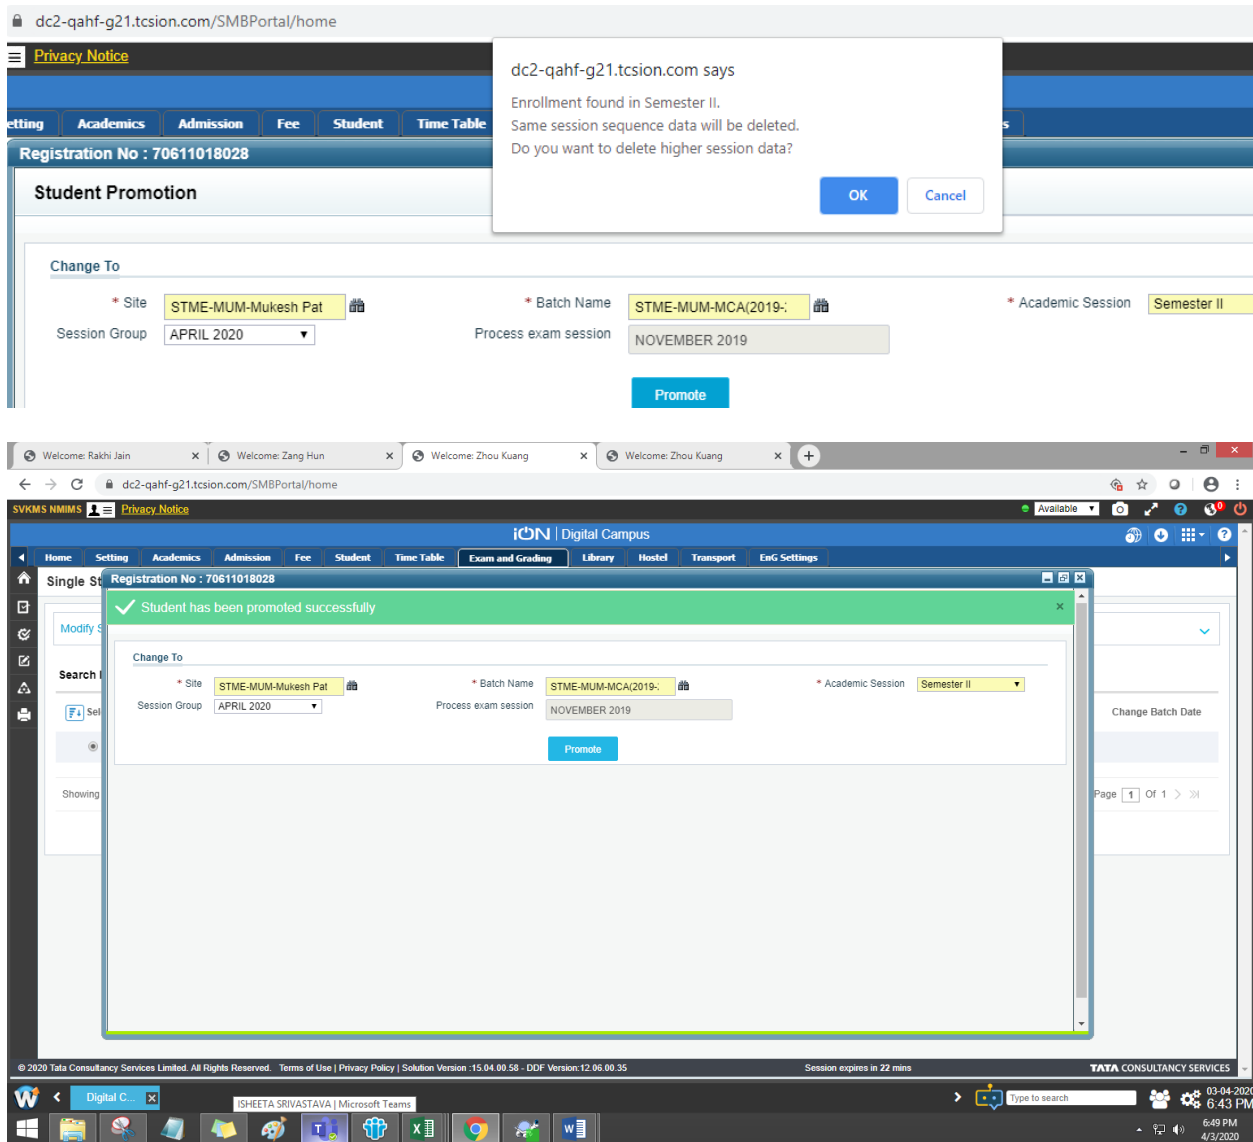 dc2-qahf-g21.tcsion.com/SMBPortal/home
Privacy Notice
dc2-qahf-g21.tcsion.com says
Enrollment found in Semester II.
Same session sequence data will be deleted.
Do you want to delete higher session data?
OK Cancel
etting Academics Admission Fee Student Time Table s
Registration No : 70611018028
Student Promotion
Change To
* Site STME-MUM-Mukesh Pat * Batch Name STME-MUM-MCA(2019-: * Academic Session Semester II
Session Group APRIL 2020 Process exam session NOVEMBER 2019
Promote
Welcome: Rakhi Jain Welcome: Zang Hun Welcome: Zhou Kuang Welcome: Zhou Kuang
dc2-qahf-g21.tcsion.com/SMBPortal/home
SVKMS NMIMS Privacy Notice Available 0
iON | Digital Campus
Home Setting Academics Admission Fee Student Time Table Exam and Grading Library Hostel Transport EnG Settings
Single St Registration No : 70611018028
Student has been promoted successfully
Modify S
Change To
Search
* Site STME-MUM-Mukesh Pat * Batch Name STME-MUM-MCA(2019-: * Academic Session Semester II
Sel Session Group APRIL 2020 Process exam session NOVEMBER 2019 Change Batch Date
Promote
Showing Page 1 Of 1
© 2020 Tata Consultancy Services Limited. All Rights Reserved. Terms of Use | Privacy Policy | Solution Version :15.04.00.58 - DDF Version:12.06.00.35 Session expires in 22 mins TATA CONSULTANCY SERVICES
Digital C... Type to search 03-04-2020
6:43 PM
ISHEETA SRIVASTAVA | Microsoft Teams
6:49 PM
4/3/2020